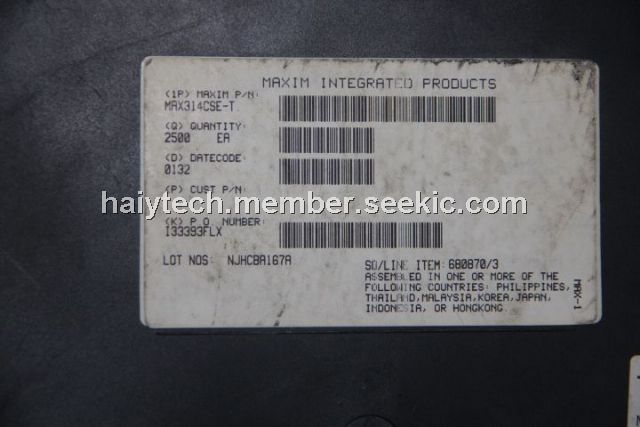 MAXIM INTEGRATED PRODUCTS
(1P) MAXIM P/N:
MAX314CSE-T
(Q) QUANTITY:
2500 EA
(D) DATECODE:
0132
(P) CUST P/N:
haiytech.member.seekic.com
(K) P.O. NUMBER:
I33393FLX
LOT NOS: NJHCBA167A
SO/LINE ITEM: 680870/3
ASSEMBLED IN ONE OR MORE OF THE
FOLLOWING COUNTRIES: PHILIPPINES,
THAILAND,MALAYSIA,KOREA,JAPAN,
INDONESIA, OR HONGKONG.
MAX-1